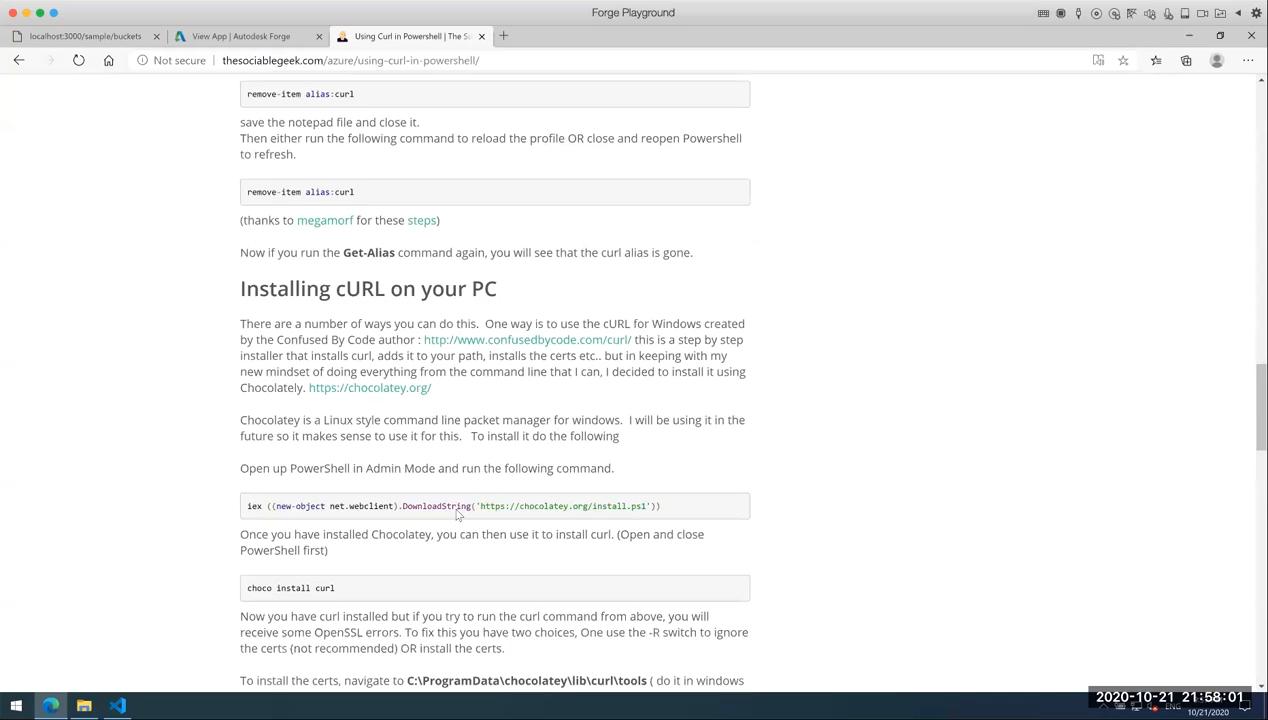 Forge Playground
localhost:3000/sample/buckets
View App | Autodesk Forge
Using Curl in Powershell | The S
Not secure
thesociablegeek.com/azure/using-curl-in-powershell/
remove-item alias:curl
save the notepad file and close it.
Then either run the following command to reload the profile OR close and reopen Powershell
to refresh.
remove-item alias:curl
(thanks to megamorf for these steps)
Now if you run the Get-Alias command again, you will see that the curl alias is gone.
Installing cURL on your PC
There are a number of ways you can do this.  One way is to use the cURL for Windows created
by the Confused By Code author : http://www.confusedbycode.com/curl/ this is a step by step
installer that installs curl, adds it to your path, installs the certs etc.. but in keeping with my
new mindset of doing everything from the command line that I can, I decided to install it using
Chocolately. https://chocolatey.org/
Chocolatey is a Linux style command line packet manager for windows.  I will be using it in the
future so it makes sense to use it for this.   To install it do the following
Open up PowerShell in Admin Mode and run the following command.
iex ((new-object net.webclient).DownloadString('https://chocolatey.org/install.ps1'))
Once you have installed Chocolatey, you can then use it to install curl. (Open and close
PowerShell first)
choco install curl
Now you have curl installed but if you try to run the curl command from above, you will
receive some OpenSSL errors. To fix this you have two choices, One use the -R switch to ignore
the certs (not recommended) OR install the certs.
To install the certs, navigate to C:\ProgramData\chocolatey\lib\curl\tools ( do it in windows
2020-10-21 21:58:01
ENG
10/21/2020